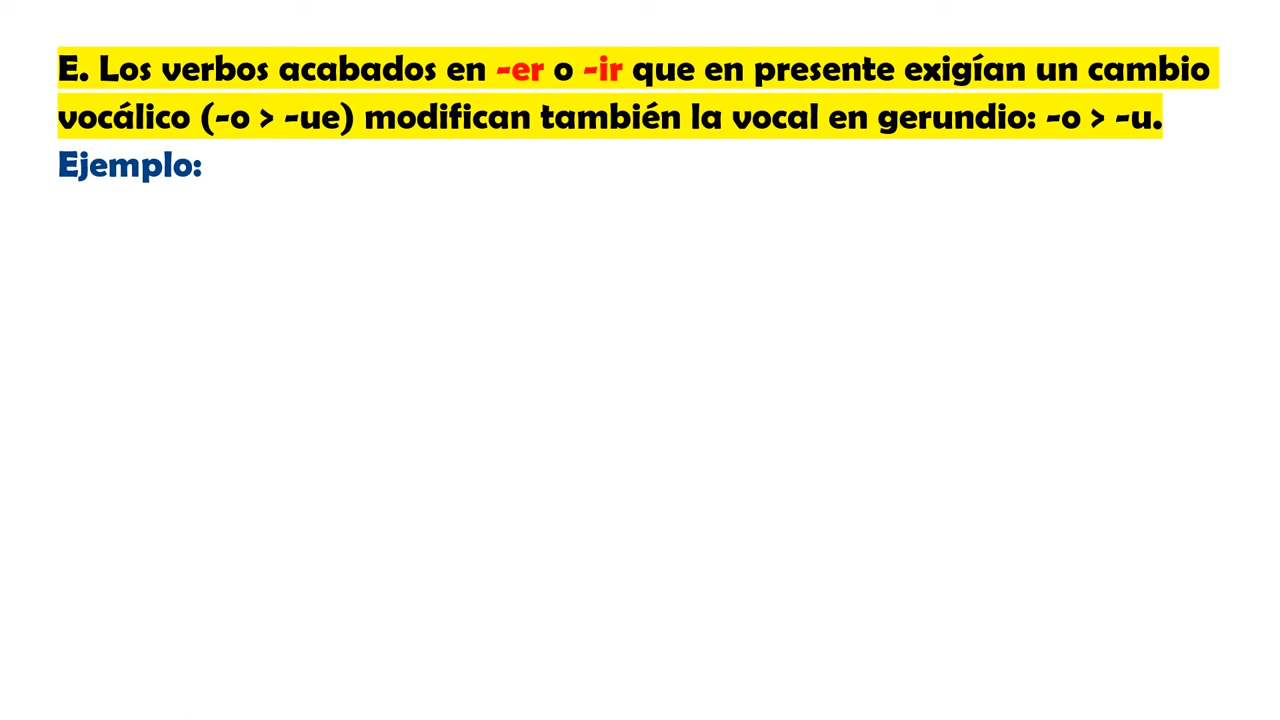 E. Los verbos acabados en -er o -ir que en presente exigían un cambio
vocálico (-o > -ue) modifican también la vocal en gerundio: -o > -u.
Ejemplo: